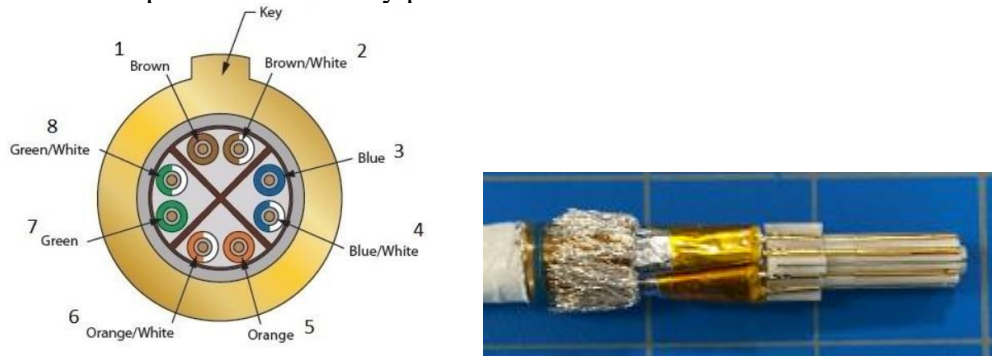 Key
1
Brown
Brown/White
2
8
Green/White
Blue 3
7
Green
4
Blue/White
6
Orange/White
Orange 5